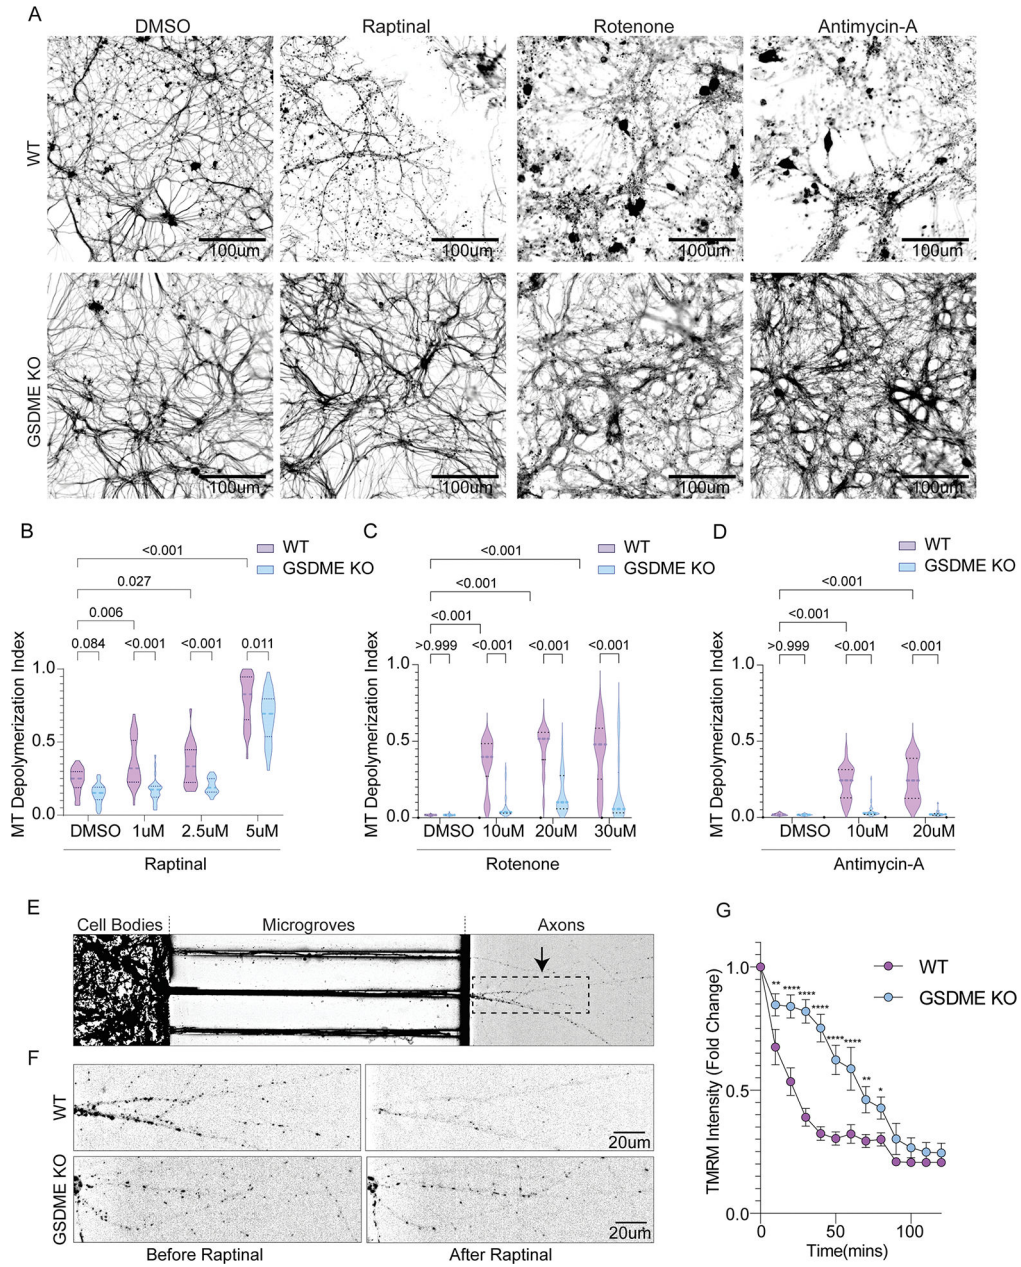 A
DMSO Raptinal Rotenone Antimycin-A
WT
100um 100um 100um 100um
GSDME KO
100um 100um 100um 100um
B
WT
GSDME KO
<0.001
0.027
0.006
0.084 <0.001 <0.001 0.011
MT Depolymerization Index
1.0
0.5
0.0
DMSO 1uM 2.5uM 5uM
Raptinal
C
WT
GSDME KO
<0.001
<0.001
<0.001
>0.999 <0.001 <0.001 <0.001
MT Depolymerization Index
1.0
0.5
0.0
DMSO 10uM 20uM 30uM
Rotenone
D
WT
GSDME KO
<0.001
<0.001
>0.999 <0.001 <0.001
MT Depolymerization Index
1.0
0.5
0.0
DMSO 10uM 20uM
Antimycin-A
E
Cell Bodies Microgroves Axons
F
WT
20um
GSDME KO
20um
Before Raptinal After Raptinal
G
WT
GSDME KO
TMRM Intensity (Fold Change)
1.0
0.5
0.0
** **** **** **** **** **** ** *
0 50 100
Time(mins)